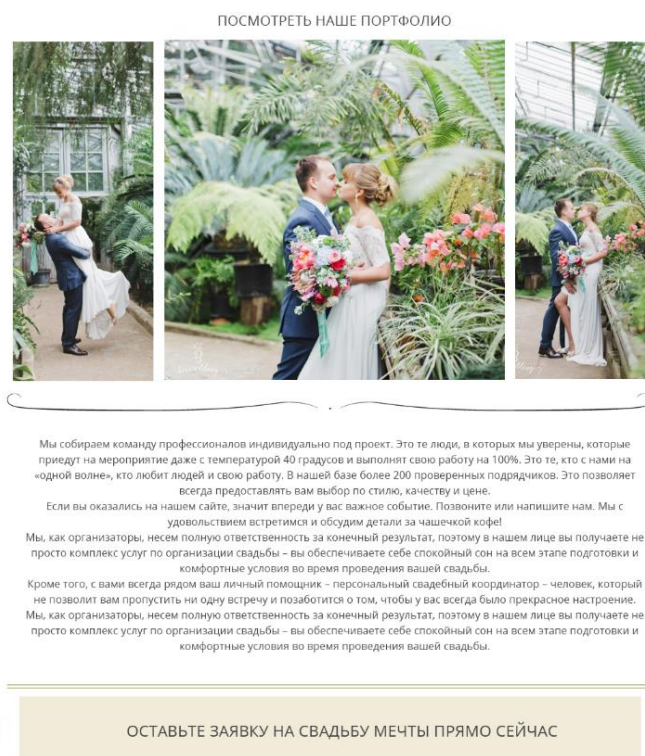 ПОСМОТРЕТЬ НАШЕ ПОРТФОЛИО
Мы собираем команду профессионалов индивидуально под проект. Это те люди, в которых мы уверены, которые
приедут на мероприятие даже с температурой 40 градусов и выполнят свою работу на 100%. Это те, кто с нами на
«одной волне», кто любит людей и свою работу. В нашей базе более 200 проверенных подрядчиков. Это позволяет
всегда предоставлять вам выбор по стилю, качеству и цене.
Если вы оказались на нашем сайте, значит впереди у вас важное событие. Позвоните или напишите нам. Мы с
удовольствием встретимся и обсудим детали за чашечкой кофе!
Мы, как организаторы, несем полную ответственность за конечный результат, поэтому в нашем лице вы получаете не
просто комплекс услуг по организации свадьбы – вы обеспечиваете себе спокойный сон на всем этапе подготовки и
комфортные условия во время проведения вашей свадьбы.
Кроме того, с вами всегда рядом ваш личный помощник – персональный свадебный координатор – человек, который
не позволит вам пропустить ни одну встречу и позаботится о том, чтобы у вас всегда было прекрасное настроение.
Мы, как организаторы, несем полную ответственность за конечный результат, поэтому в нашем лице вы получаете не
просто комплекс услуг по организации свадьбы – вы обеспечиваете себе спокойный сон на всем этапе подготовки и
комфортные условия во время проведения вашей свадьбы.
ОСТАВЬТЕ ЗАЯВКУ НА СВАДЬБУ МЕЧТЫ ПРЯМО СЕЙЧАС